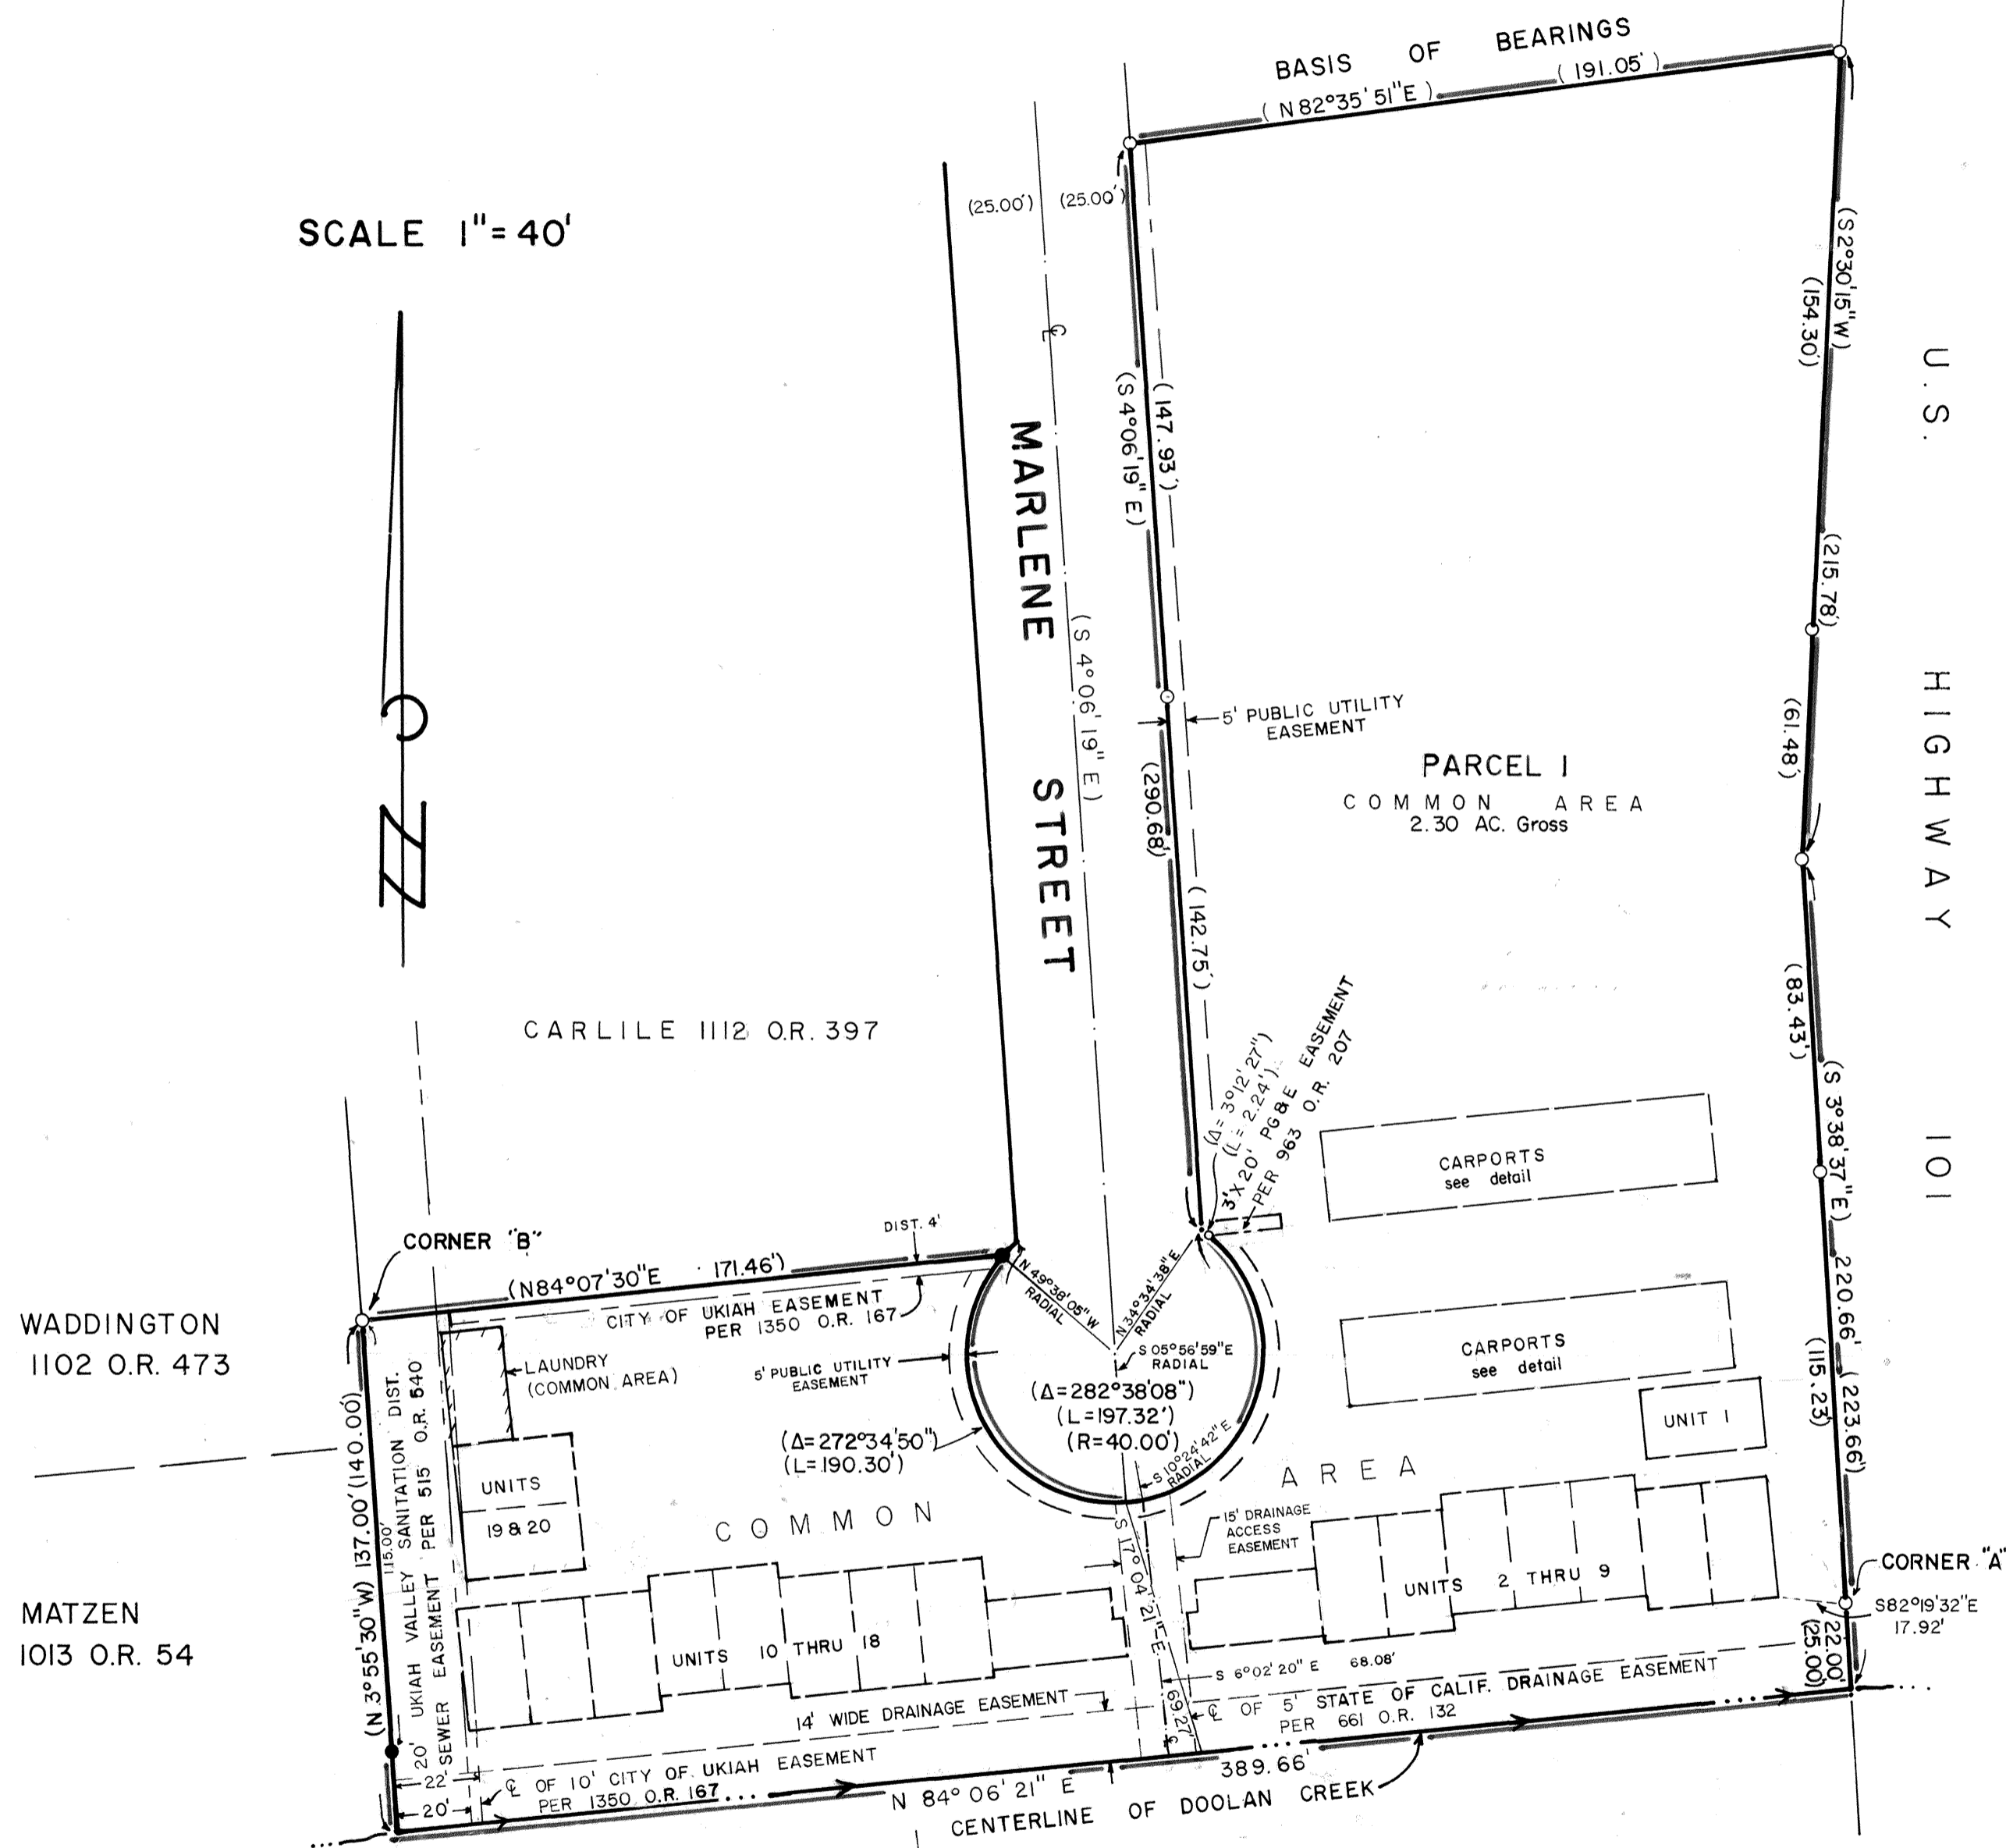 BASIS OF BEARINGS
(N 82°35'51"E) (191.05')
SCALE 1"=40'
(25.00') (25.00')
(S 2°30'15"W)
(154.30')
(215.78')
(61.48')
U.S. HIGHWAY 101
(147.93')
(S 4°06'19" E)
MARLENE STREET
(S 4°06'19" E)
5' PUBLIC UTILITY
EASEMENT
(290.68')
(142.75')
PARCEL 1
COMMON AREA
2.30 AC. Gross
N
CARLILE 1112 O.R. 397
(83.43')
(S 3°38'37"E) 220.66' (223.66')
(115.23')
(Δ= 3°12'27")
(L= 2.24')
3' X 20' PG&E EASEMENT
PER 963 O.R. 207
CARPORTS
see detail
CARPORTS
see detail
UNIT 1
CORNER "B"
DIST. 4'
(N84°07'30"E 171.46')
CITY OF UKIAH EASEMENT
PER 1350 O.R. 167
N 49°38'05"W
RADIAL
N 34°34'38"E
RADIAL
S 05°56'59"E
RADIAL
(Δ=282°38'08")
(L=197.32')
(R=40.00')
S 10°24'42"E
RADIAL
WADDINGTON
1102 O.R. 473
LAUNDRY
(COMMON AREA)
5' PUBLIC UTILITY
EASEMENT
(Δ=272°34'50")
(L=190.30')
UNITS
19 & 20
COMMON AREA
15' DRAINAGE
ACCESS
EASEMENT
(N 3°55'30"W) 137.00' (140.00')
115.00'
20' UKIAH VALLEY SANITATION DIST.
SEWER EASEMENT PER 515 O.R. 540
MATZEN
1013 O.R. 54
UNITS 10 THRU 18
UNITS 2 THRU 9
CORNER "A"
S82°19'32"E
17.92'
22.00'
(25.00')
S 17°04'21"E
69.27'
S 6°02'20" E 68.08'
14' WIDE DRAINAGE EASEMENT
℄ OF 5' STATE OF CALIF. DRAINAGE EASEMENT
PER 661 O.R. 132
22'
20'
℄ OF 10' CITY OF UKIAH EASEMENT
PER 1350 O.R. 167
N 84°06'21" E 389.66'
CENTERLINE OF DOOLAN CREEK